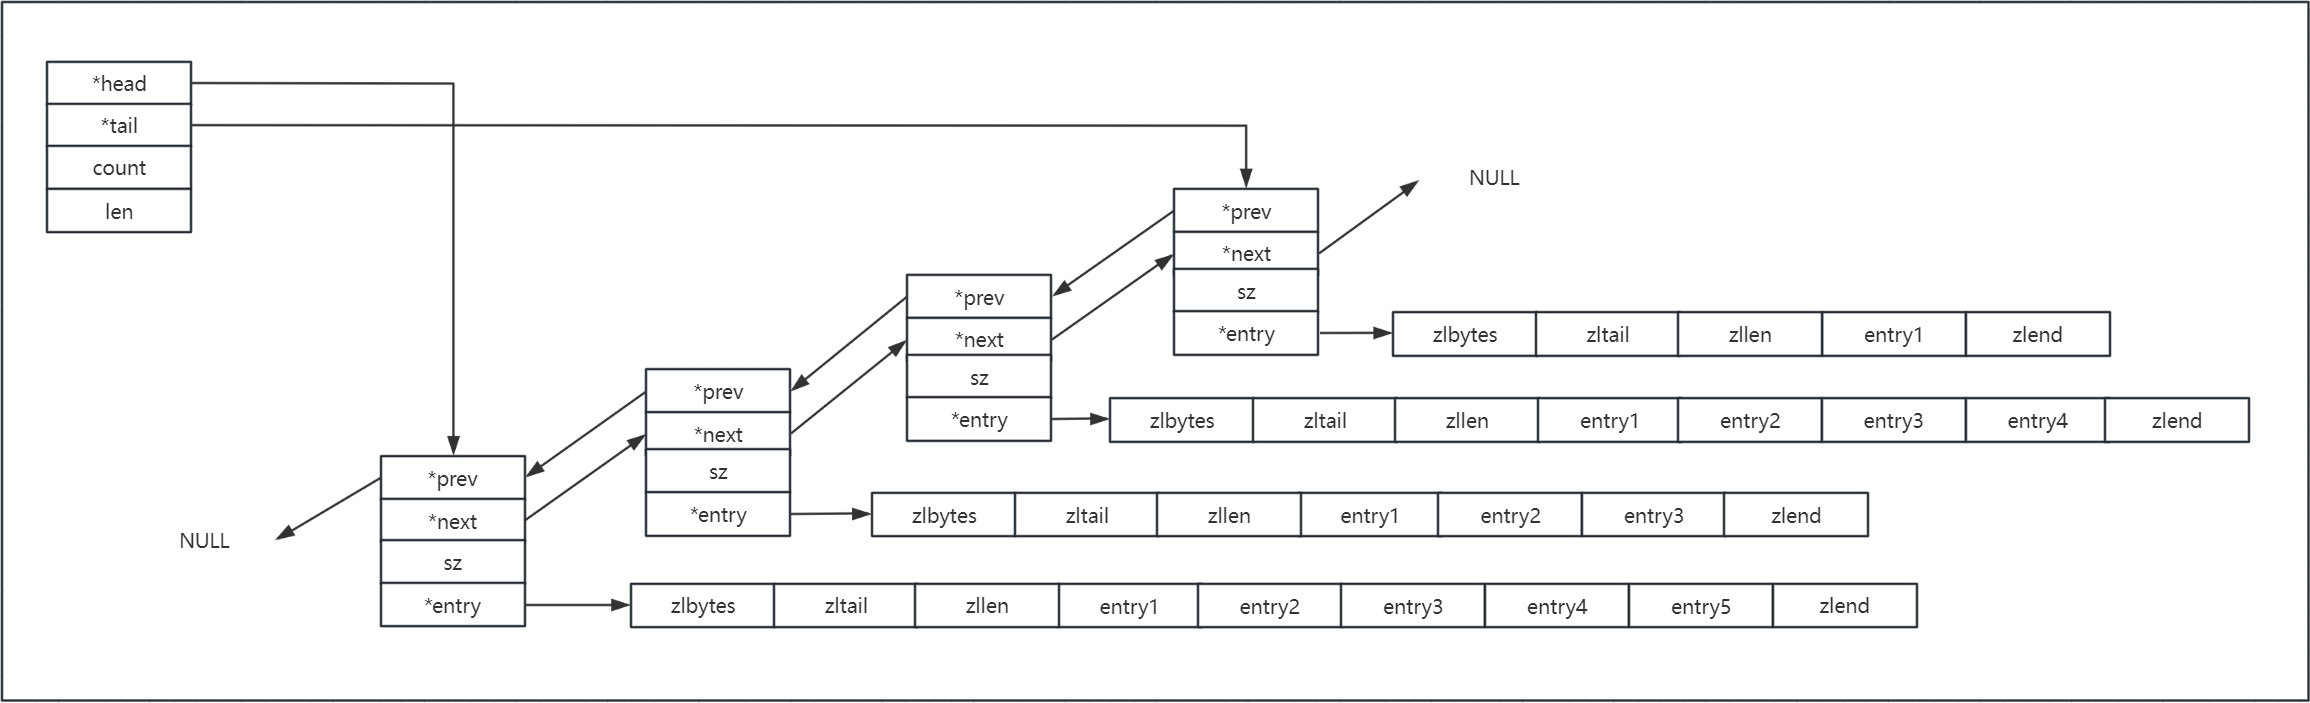 *head
*tail
count
len
NULL
*prev
*next
sz
*entry
zlbytes zltail zllen entry1 zlend
*prev
*next
sz
*entry
zlbytes zltail zllen entry1 entry2 entry3 entry4 zlend
*prev
*next
sz
*entry
zlbytes zltail zllen entry1 entry2 entry3 zlend
*prev
*next
sz
*entry
NULL
zlbytes zltail zllen entry1 entry2 entry3 entry4 entry5 zlend